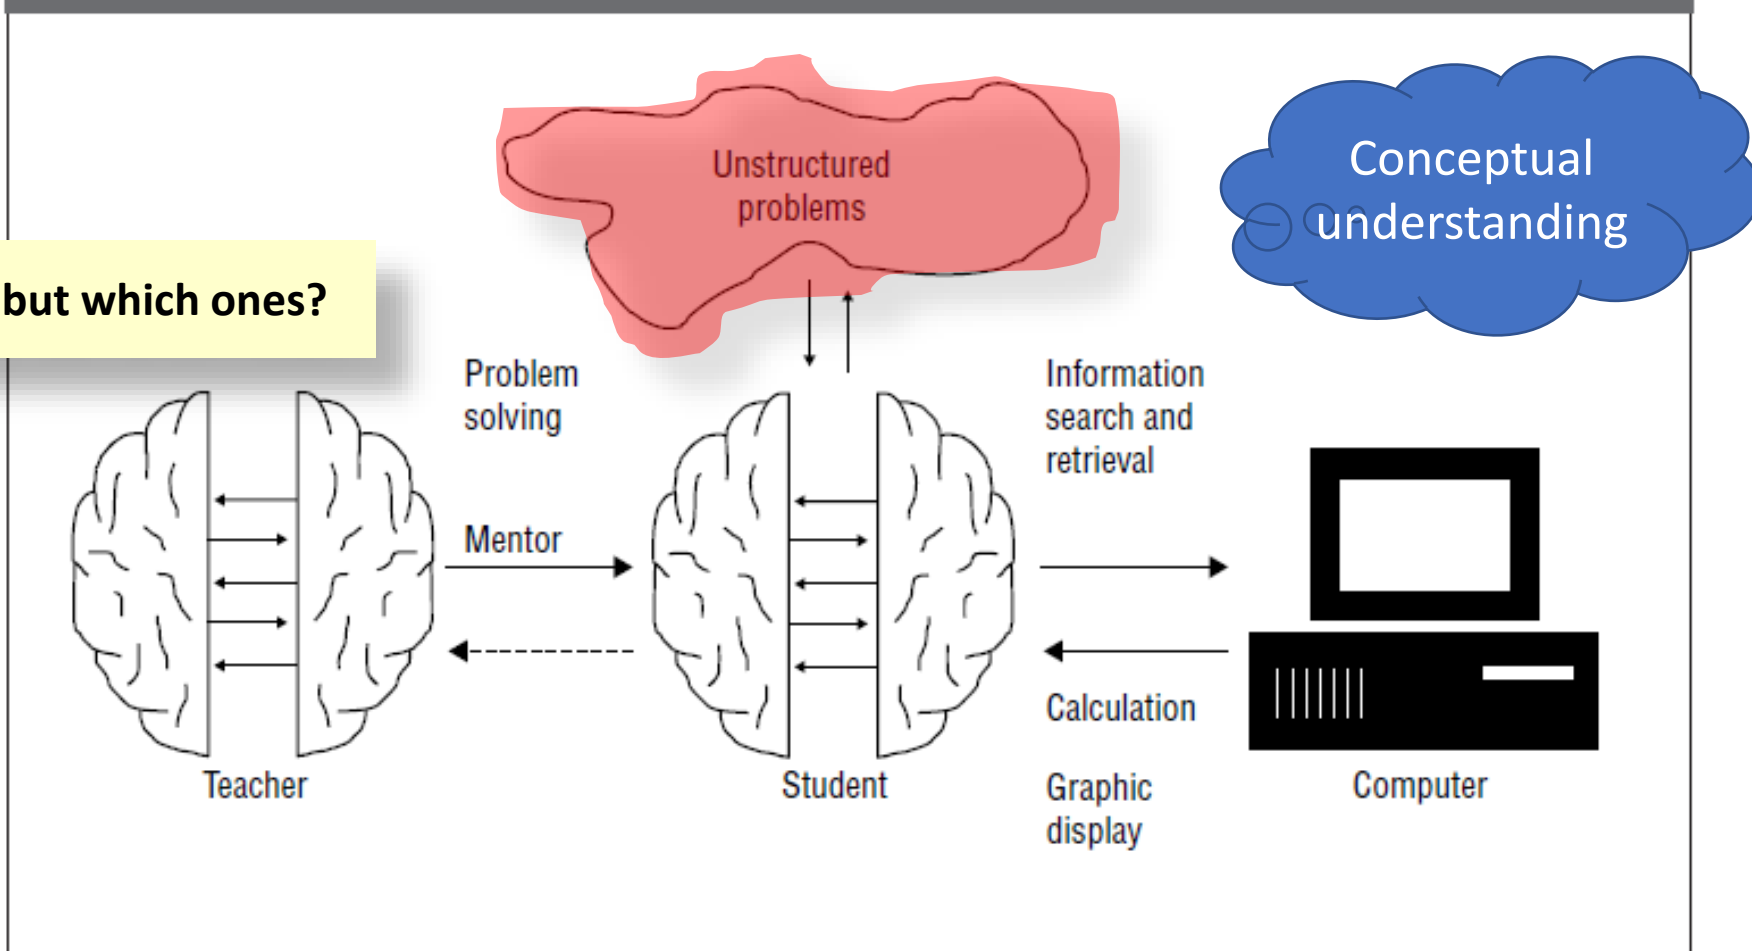 Unstructured
problems
Conceptual
understanding
but which ones?
Problem
solving
Information
search and
retrieval
Mentor
Calculation
Teacher
Student
Graphic
display
Computer